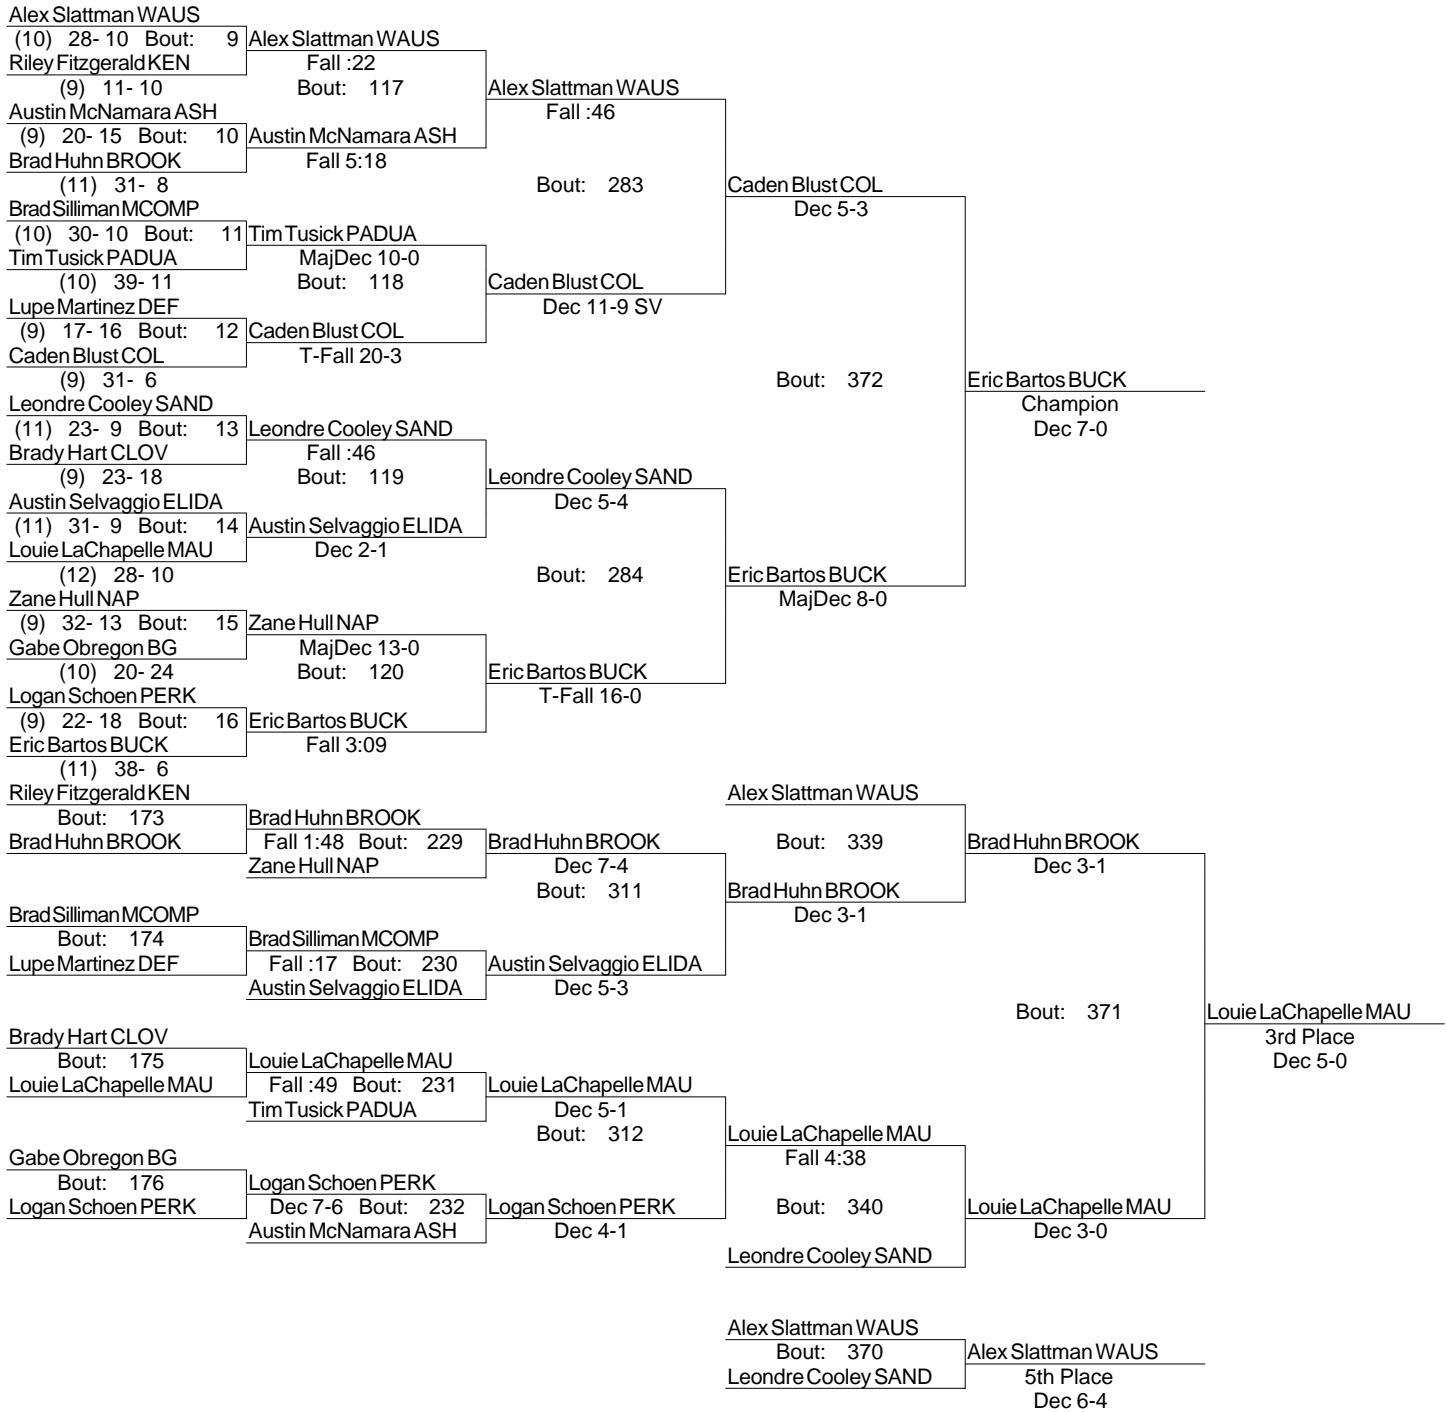 Alex Slattman WAUS
(10) 28- 10 Bout: 9 Alex Slattman WAUS
Riley Fitzgerald KEN Fall :22
(9) 11- 10 Bout: 117 Alex Slattman WAUS
Austin McNamara ASH Fall :46
(9) 20- 15 Bout: 10 Austin McNamara ASH
Brad Huhn BROOK Fall 5:18
(11) 31- 8 Bout: 283 Caden Blust COL
Brad Silliman MCOMP Dec 5-3
(10) 30- 10 Bout: 11 Tim Tusick PADUA
Tim Tusick PADUA MajDec 10-0
(10) 39- 11 Bout: 118 Caden Blust COL
Lupe Martinez DEF Dec 11-9 SV
(9) 17- 16 Bout: 12 Caden Blust COL
Caden Blust COL T-Fall 20-3
(9) 31- 6 Bout: 372 Eric Bartos BUCK
Leondre Cooley SAND Champion
(11) 23- 9 Bout: 13 Leondre Cooley SAND Dec 7-0
Brady Hart CLOV Fall :46
(9) 23- 18 Bout: 119 Leondre Cooley SAND
Austin Selvaggio ELIDA Dec 5-4
(11) 31- 9 Bout: 14 Austin Selvaggio ELIDA
Louie LaChapelle MAU Dec 2-1
(12) 28- 10 Bout: 284 Eric Bartos BUCK
Zane Hull NAP MajDec 8-0
(9) 32- 13 Bout: 15 Zane Hull NAP
Gabe Obregon BG MajDec 13-0
(10) 20- 24 Bout: 120 Eric Bartos BUCK
Logan Schoen PERK T-Fall 16-0
(9) 22- 18 Bout: 16 Eric Bartos BUCK
Eric Bartos BUCK Fall 3:09
(11) 38- 6
Riley Fitzgerald KEN Alex Slattman WAUS
Bout: 173 Brad Huhn BROOK
Brad Huhn BROOK Fall 1:48 Bout: 229 Brad Huhn BROOK Bout: 339 Brad Huhn BROOK
Zane Hull NAP Dec 7-4 Dec 3-1
Bout: 311 Brad Huhn BROOK
Brad Silliman MCOMP Dec 3-1
Bout: 174 Brad Silliman MCOMP
Lupe Martinez DEF Fall :17 Bout: 230 Austin Selvaggio ELIDA
Austin Selvaggio ELIDA Dec 5-3
Bout: 371 Louie LaChapelle MAU
Brady Hart CLOV 3rd Place
Bout: 175 Louie LaChapelle MAU Dec 5-0
Louie LaChapelle MAU Fall :49 Bout: 231 Louie LaChapelle MAU
Tim Tusick PADUA Dec 5-1
Bout: 312 Louie LaChapelle MAU
Gabe Obregon BG Fall 4:38
Bout: 176 Logan Schoen PERK
Logan Schoen PERK Dec 7-6 Bout: 232 Logan Schoen PERK Bout: 340 Louie LaChapelle MAU
Austin McNamara ASH Dec 4-1 Dec 3-0
Leondre Cooley SAND
Alex Slattman WAUS
Bout: 370 Alex Slattman WAUS
Leondre Cooley SAND 5th Place
Dec 6-4